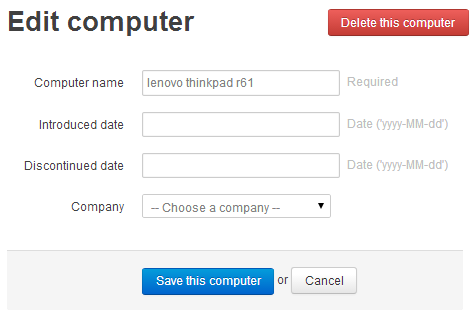 Edit computer
Delete this computer
Computer name lenovo thinkpad r61 Required
Introduced date Date ('yyyy-MM-dd')
Discontinued date Date ('yyyy-MM-dd')
Company -- Choose a company --
Save this computer or Cancel